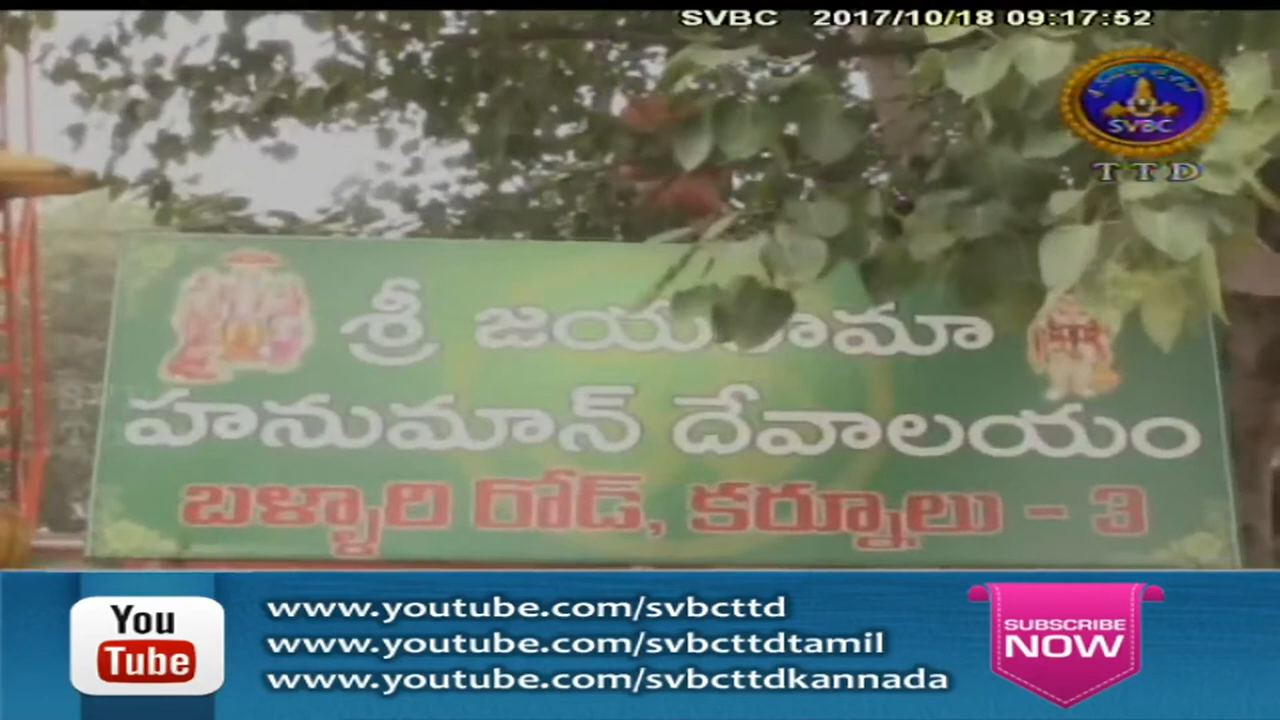 SVBC 2017/10/18 09:17:52
SVBC
TTD
శ్రీ
హనుమాన్ దేవాలయం
బళ్ళారి రోడ్, కర్నూలు - 3
You
Tube
www.youtube.com/svbcttd
www.youtube.com/svbcttdtamil
www.youtube.com/svbcttdkannada
SUBSCRIBE
NOW